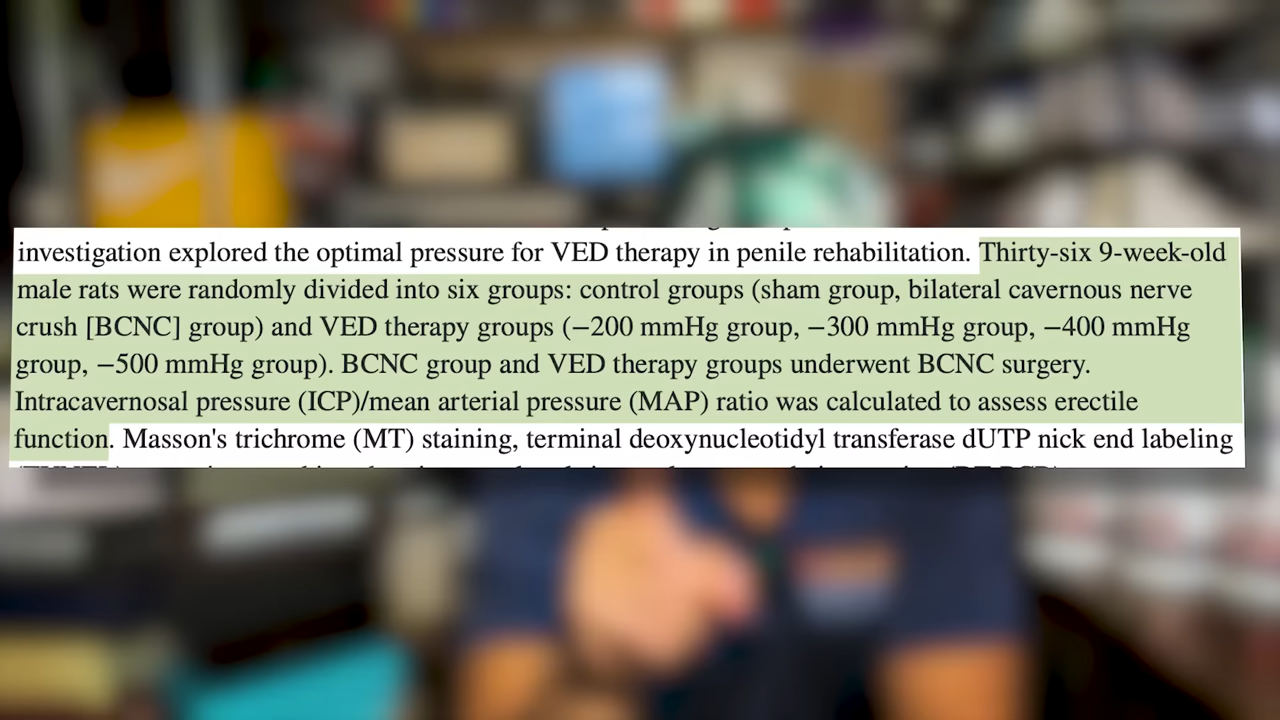 investigation explored the optimal pressure for VED therapy in penile rehabilitation. Thirty-six 9-week-old
male rats were randomly divided into six groups: control groups (sham group, bilateral cavernous nerve
crush [BCNC] group) and VED therapy groups (−200 mmHg group, −300 mmHg group, −400 mmHg
group, −500 mmHg group). BCNC group and VED therapy groups underwent BCNC surgery.
Intracavernosal pressure (ICP)/mean arterial pressure (MAP) ratio was calculated to assess erectile
function. Masson's trichrome (MT) staining, terminal deoxynucleotidyl transferase dUTP nick end labeling